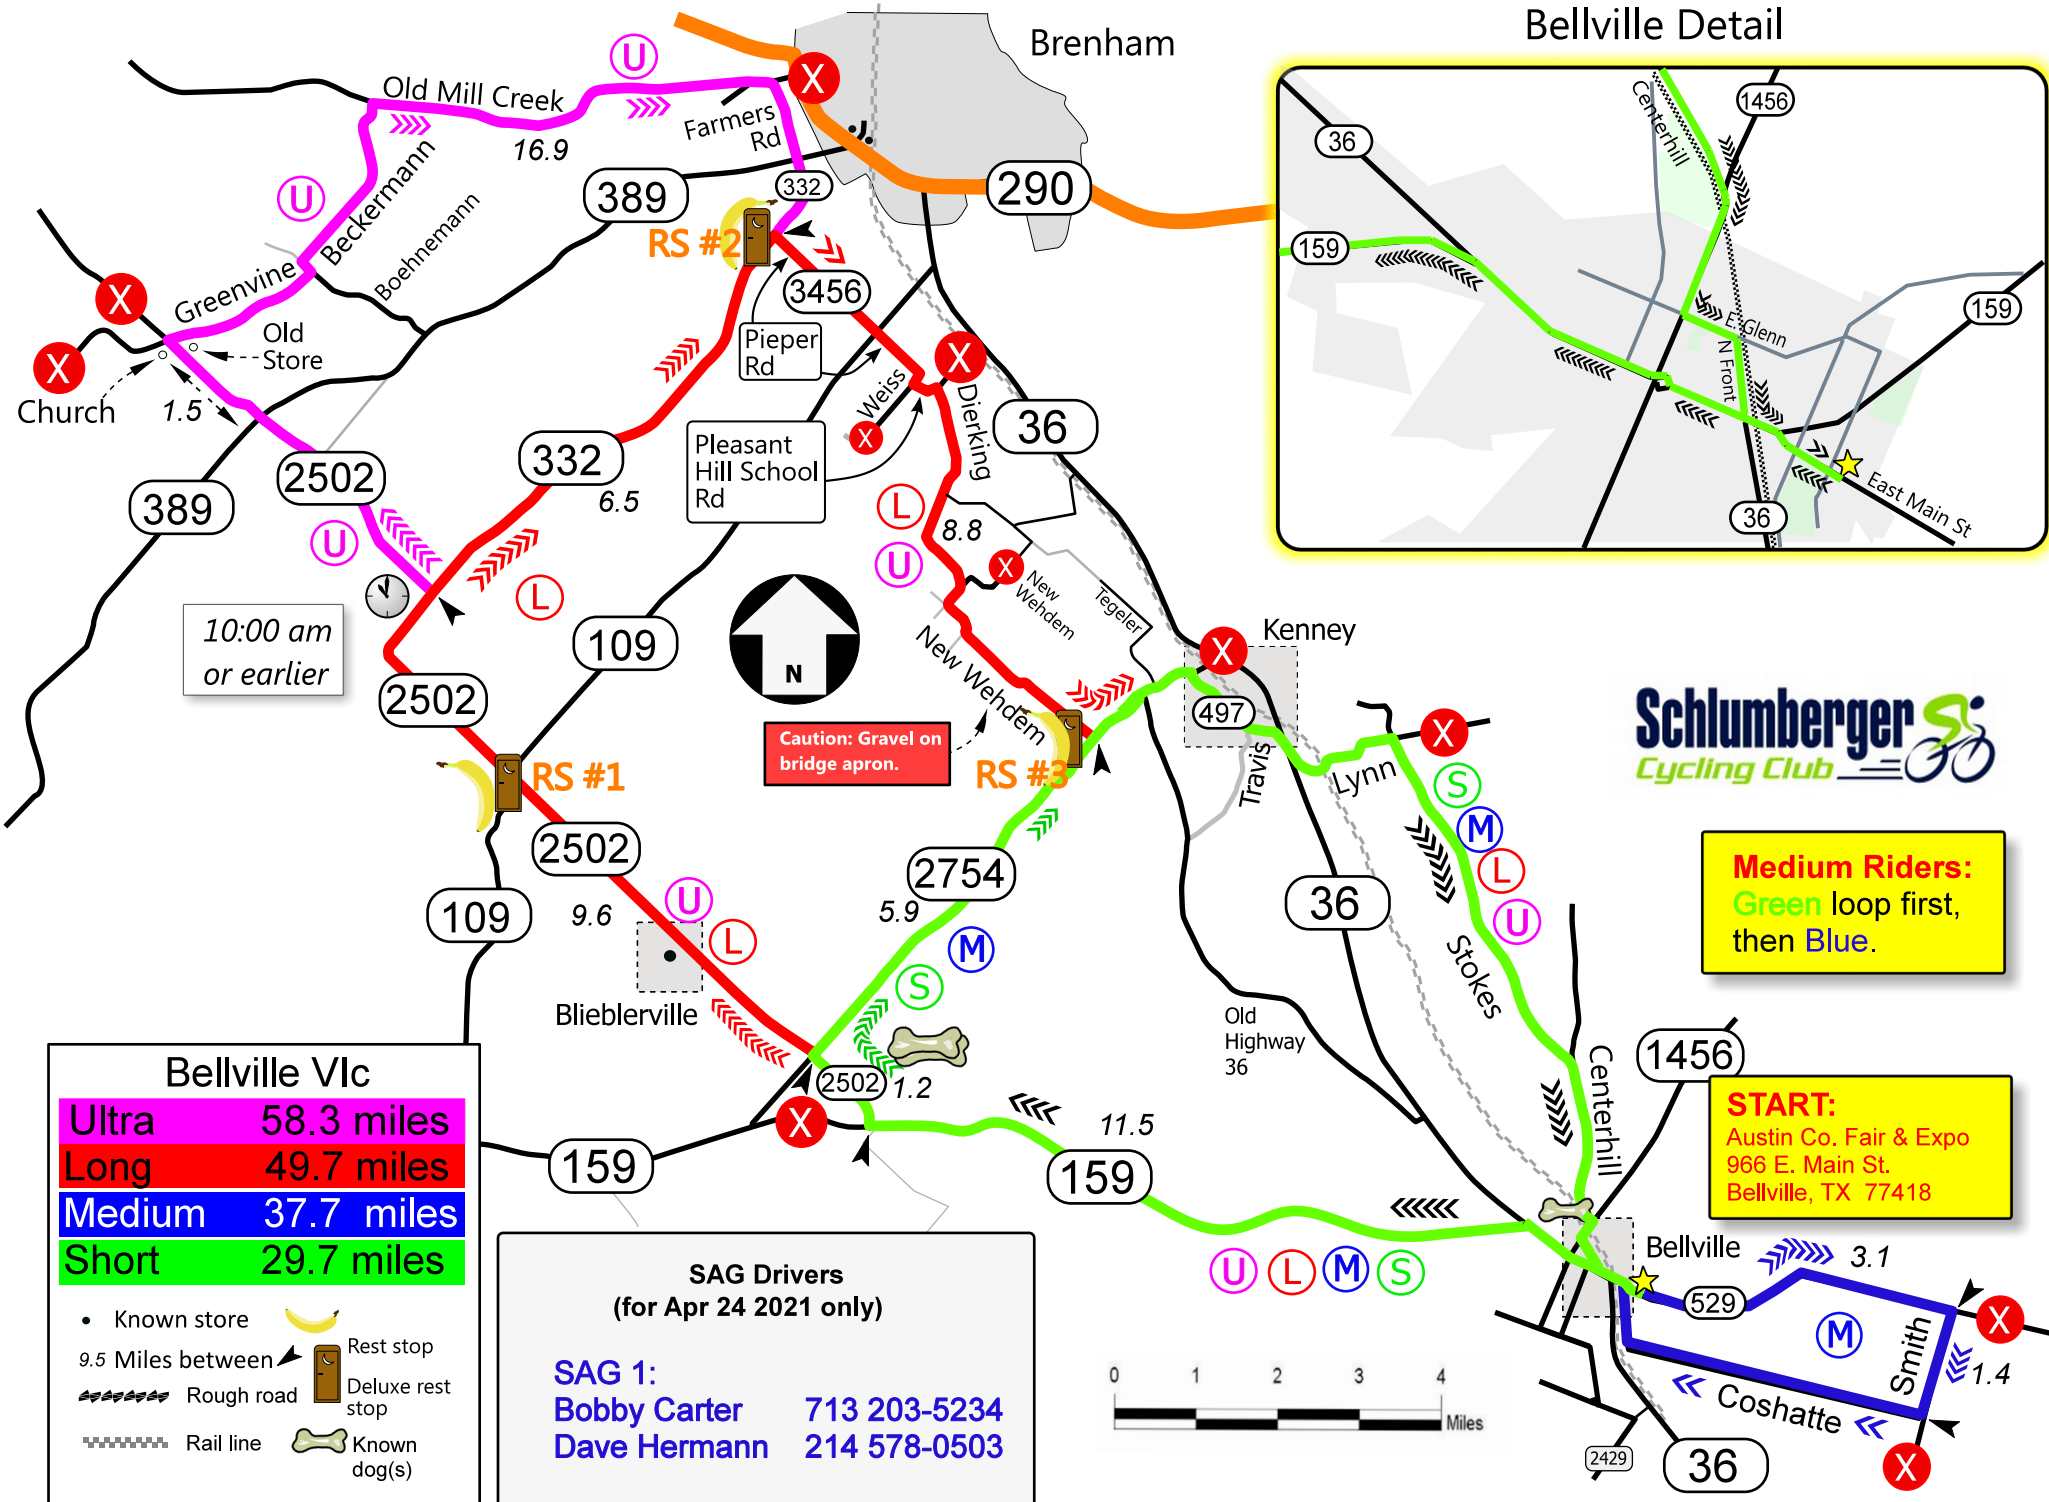 Brenham
Bellville Detail
U
Old Mill Creek
X
Farmers
Rd
16.9
U
Beckermann
Boehnemann
389
332
290
RS #2
3456
Greenvine
X
Old
Store
X
Church
1.5
Pieper
Rd
X
Weiss
X
Dierking
36
Pleasant
Hill School
Rd
332
6.5
2502
389
U
L
L
8.8
U
X
New
Wehdem
Tegeler
10:00 am
or earlier
109
N
New Wehdem
2502
Caution: Gravel on
bridge apron.
X
Kenney
497
Travis
Lynn
X
RS #1
RS #3
2502
2754
109
9.6
5.9
U
L
M
S
Blieblerville
36
S
M
L
U
Stokes
Old
Highway
36
Centerhill
1456
2502
1.2
X
159
11.5
159
U L M S
36
1456
Centerhill
159
E. Glenn
N Front
159
36
East Main St
Schlumberger
Cycling Club
Medium Riders:
Green loop first,
then Blue.
START:
Austin Co. Fair & Expo
966 E. Main St.
Bellville, TX 77418
Bellville
3.1
529
M
X
Smith
1.4
Coshatte
X
2429
36
0 1 2 3 4
Miles
Bellville Vlc
Ultra 58.3 miles
Long 49.7 miles
Medium 37.7 miles
Short 29.7 miles
Known store
9.5 Miles between
Rest stop
Rough road
Deluxe rest
stop
Rail line
Known
dog(s)
SAG Drivers
(for Apr 24 2021 only)
SAG 1:
Bobby Carter 713 203-5234
Dave Hermann 214 578-0503